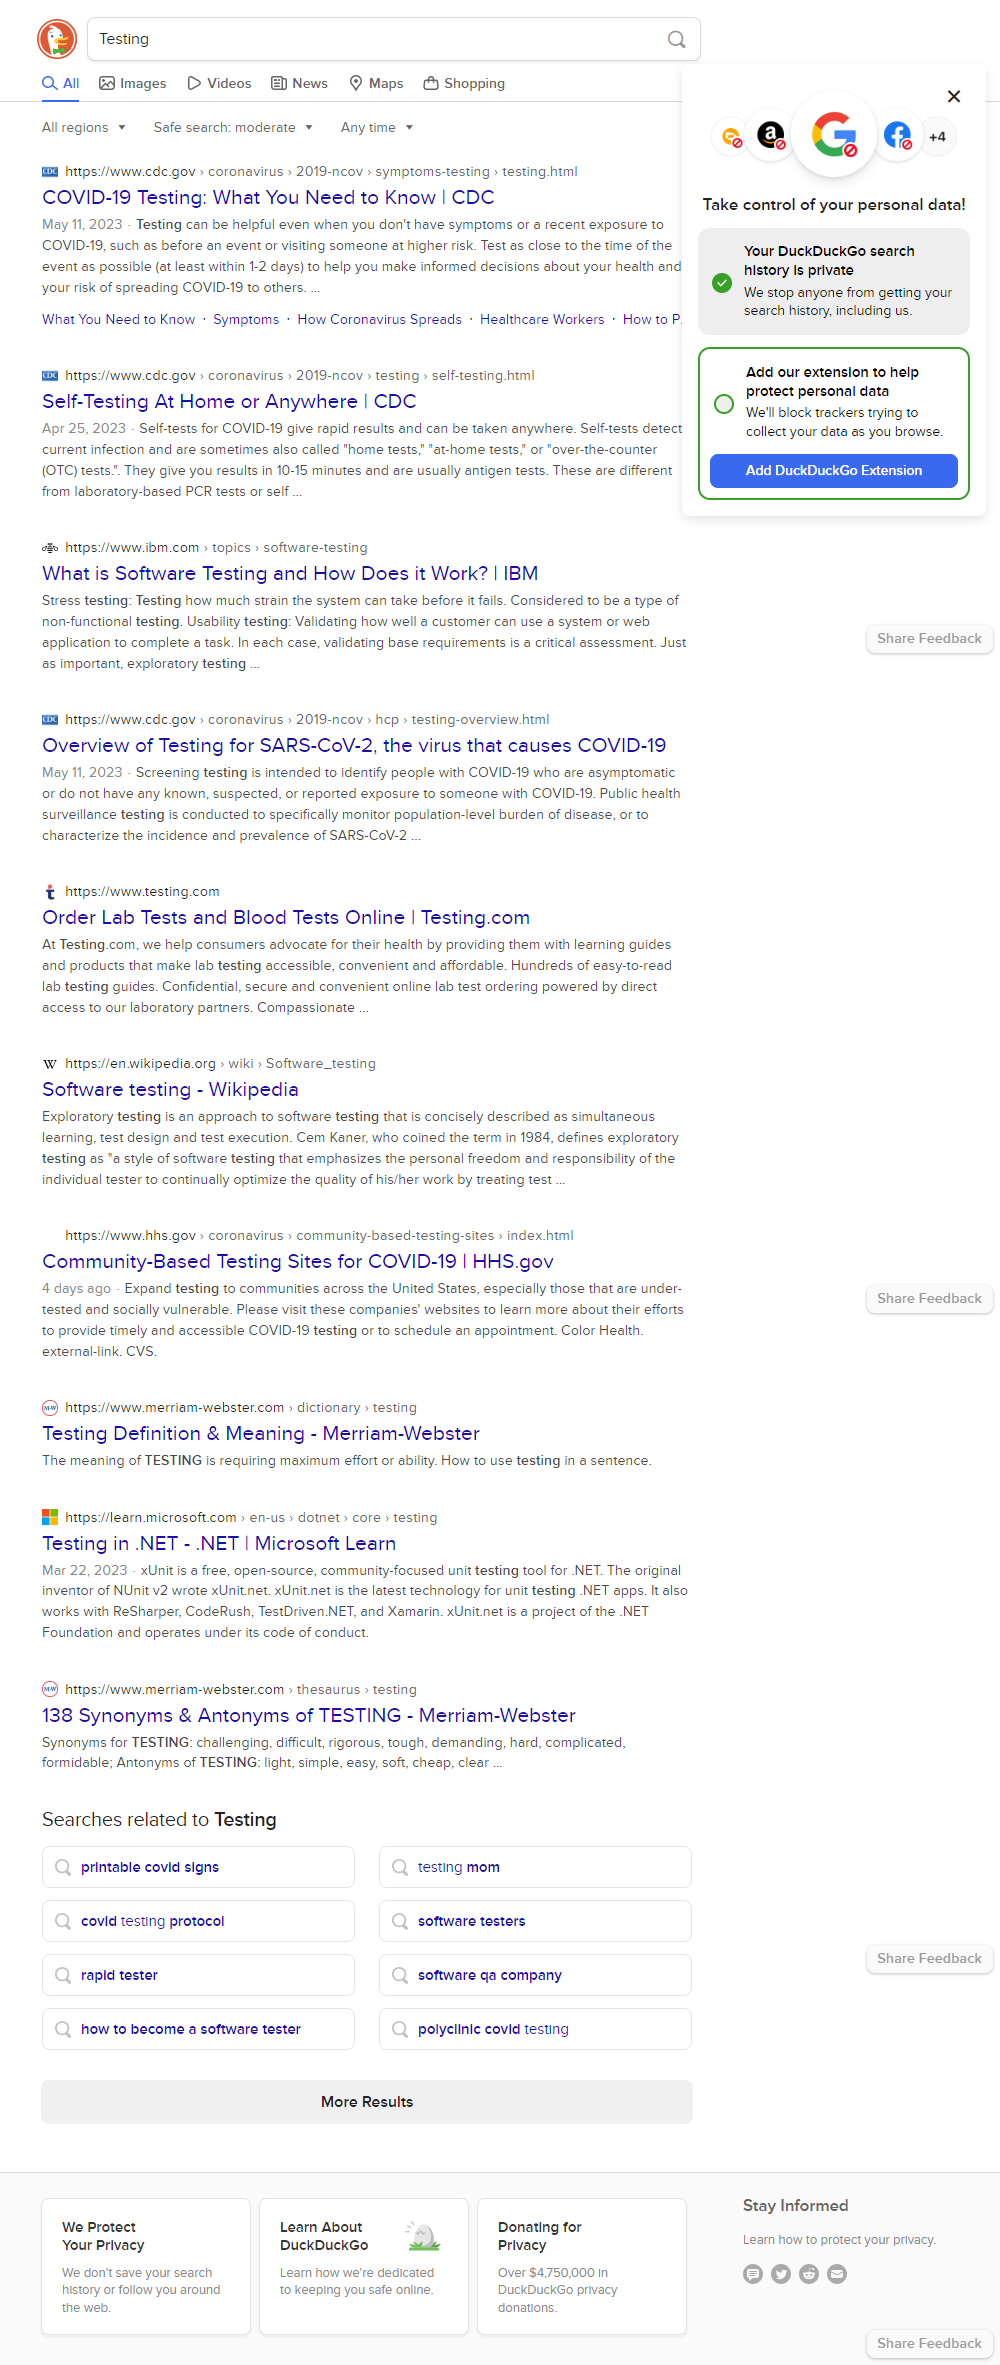 Testing
All Images Videos News Maps Shopping
All regions Safe search: moderate Any time
https://www.cdc.gov › coronavirus › 2019-ncov › symptoms-testing › testing.html
COVID-19 Testing: What You Need to Know | CDC
May 11, 2023 · Testing can be helpful even when you don't have symptoms or a recent exposure to
COVID-19, such as before an event or visiting someone at higher risk. Test as close to the time of the
event as possible (at least within 1-2 days) to help you make informed decisions about your health and
your risk of spreading COVID-19 to others. ...
What You Need to Know · Symptoms · How Coronavirus Spreads · Healthcare Workers · How to P.
https://www.cdc.gov › coronavirus › 2019-ncov › testing › self-testing.html
Self-Testing At Home or Anywhere | CDC
Apr 25, 2023 · Self-tests for COVID-19 give rapid results and can be taken anywhere. Self-tests detect
current infection and are sometimes also called "home tests," "at-home tests," or "over-the-counter
(OTC) tests.". They give you results in 10-15 minutes and are usually antigen tests. These are different
from laboratory-based PCR tests or self ...
+4
Take control of your personal data!
Your DuckDuckGo search
history is private
We stop anyone from getting your
search history, including us.
Add our extension to help
protect personal data
We'll block trackers trying to
collect your data as you browse.
Add DuckDuckGo Extension
https://www.ibm.com › topics › software-testing
What is Software Testing and How Does it Work? | IBM
Stress testing: Testing how much strain the system can take before it fails. Considered to be a type of
non-functional testing. Usability testing: Validating how well a customer can use a system or web
application to complete a task. In each case, validating base requirements is a critical assessment. Just
as important, exploratory testing ...
Share Feedback
https://www.cdc.gov › coronavirus › 2019-ncov › hcp › testing-overview.html
Overview of Testing for SARS-CoV-2, the virus that causes COVID-19
May 11, 2023 · Screening testing is intended to identify people with COVID-19 who are asymptomatic
or do not have any known, suspected, or reported exposure to someone with COVID-19. Public health
surveillance testing is conducted to specifically monitor population-level burden of disease, or to
characterize the incidence and prevalence of SARS-CoV-2 ...
https://www.testing.com
Order Lab Tests and Blood Tests Online | Testing.com
At Testing.com, we help consumers advocate for their health by providing them with learning guides
and products that make lab testing accessible, convenient and affordable. Hundreds of easy-to-read
lab testing guides. Confidential, secure and convenient online lab test ordering powered by direct
access to our laboratory partners. Compassionate ...
https://en.wikipedia.org › wiki › Software_testing
Software testing - Wikipedia
Exploratory testing is an approach to software testing that is concisely described as simultaneous
learning, test design and test execution. Cem Kaner, who coined the term in 1984, defines exploratory
testing as "a style of software testing that emphasizes the personal freedom and responsibility of the
individual tester to continually optimize the quality of his/her work by treating test ...
https://www.hhs.gov › coronavirus › community-based-testing-sites › index.html
Community-Based Testing Sites for COVID-19 | HHS.gov
4 days ago · Expand testing to communities across the United States, especially those that are under-
tested and socially vulnerable. Please visit these companies' websites to learn more about their efforts
to provide timely and accessible COVID-19 testing or to schedule an appointment. Color Health.
external-link. CVS.
Share Feedback
https://www.merriam-webster.com › dictionary › testing
Testing Definition & Meaning - Merriam-Webster
The meaning of TESTING is requiring maximum effort or ability. How to use testing in a sentence.
https://learn.microsoft.com › en-us › dotnet › core › testing
Testing in .NET - .NET | Microsoft Learn
Mar 22, 2023 · xUnit is a free, open-source, community-focused unit testing tool for .NET. The original
inventor of NUnit v2 wrote xUnit.net. xUnit.net is the latest technology for unit testing .NET apps. It also
works with ReSharper, CodeRush, TestDriven.NET, and Xamarin. xUnit.net is a project of the .NET
Foundation and operates under its code of conduct.
https://www.merriam-webster.com › thesaurus › testing
138 Synonyms & Antonyms of TESTING - Merriam-Webster
Synonyms for TESTING: challenging, difficult, rigorous, tough, demanding, hard, complicated,
formidable; Antonyms of TESTING: light, simple, easy, soft, cheap, clear ...
Searches related to Testing
printable covid signs
testing mom
covid testing protocol
software testers
rapid tester
software qa company
how to become a software tester
polyclinic covid testing
Share Feedback
More Results
We Protect
Your Privacy
We don't save your search
history or follow you around
the web.
Learn About
DuckDuckGo
Learn how we're dedicated
to keeping you safe online.
Donating for
Privacy
Over $4,750,000 in
DuckDuckGo privacy
donations.
Stay Informed
Learn how to protect your privacy.
Share Feedback